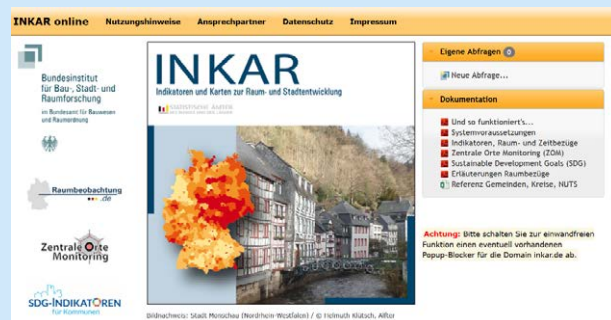 INKAR online Nutzungshinweise Ansprechpartner Datenschutz Impressum
Bundesinstitut
für Bau-, Stadt- und
Raumforschung
im Bundesamt für Bauwesen
und Raumordnung
Raumbeobachtung
.de
Zentrale Orte
Monitoring
SDG-INDIKATOREN
für Kommunen
INKAR
Indikatoren und Karten zur Raum- und Stadtentwicklung
Bildnachweis: Stadt Monschau (Nordrhein-Westfalen) / © Helmuth Klütsch, Alfter
Eigene Abfragen 0
Neue Abfrage...
Dokumentation
Und so funktioniert's...
Systemvoraussetzungen
Indikatoren, Raum- und Zeitbezüge
Zentrale Orte Monitoring (ZOM)
Sustainable Development Goals (SDG)
Erläuterungen Raumbezüge
Referenz Gemeinden, Kreise, NUTS
Achtung: Bitte schalten Sie zur einwandfreien
Funktion einen eventuell vorhandenen
Popup-Blocker für die Domain inkar.de ab.